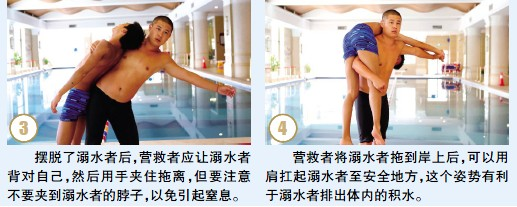 3
摆脱了溺水者后，营救者应让溺水者
背对自己，然后用手夹住拖离，但要注意
不要夹到溺水者的脖子，以免引起窒息。
4
营救者将溺水者拖到岸上后，可以用
肩扛起溺水者至安全地方，这个姿势有利
于溺水者排出体内的积水。